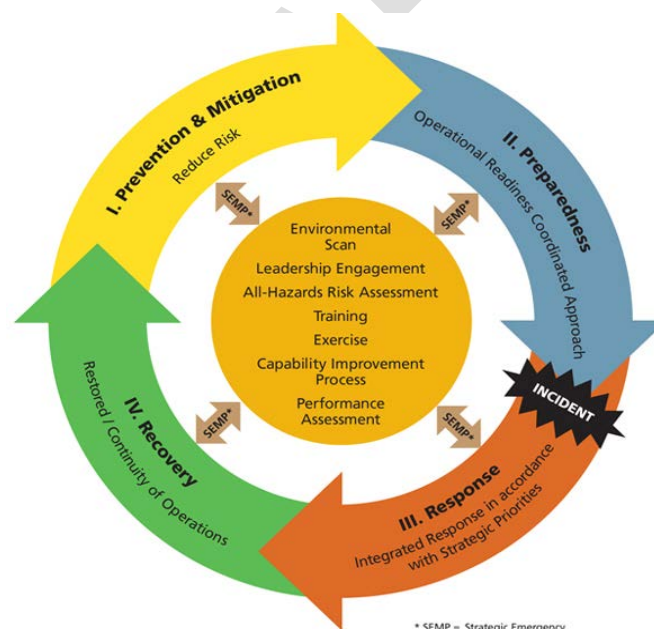 I. Prevention & Mitigation
Reduce Risk
II. Preparedness
Operational Readiness Coordinated Approach
SEMP*
SEMP*
Environmental
Scan
Leadership Engagement
All-Hazards Risk Assessment
Training
Exercise
Capability Improvement
Process
Performance
Assessment
INCIDENT
SEMP*
SEMP*
III. Response
Integrated Response in accordance
with Strategic Priorities
IV. Recovery
Restored / Continuity of Operations
* SEMP = Strategic Emergency